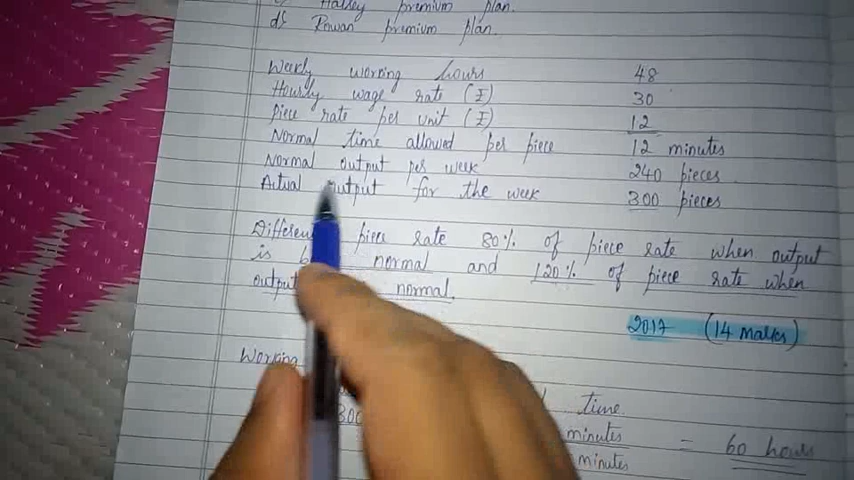 Halsey premium plan.
d) Rowan premium plan.
Weekly working hours 48
Hourly wage rate (₹) 30
Piece rate per unit (₹) 12
Normal time allowed per piece 12 minutes
Normal output per week 240 pieces
Actual output for the week 300 pieces
piece rate 80% of piece rate when output
is normal and 120% of piece rate when
output normal.
2017 (14 marks)
Working
time.
300 minutes = 60 hours
minutes